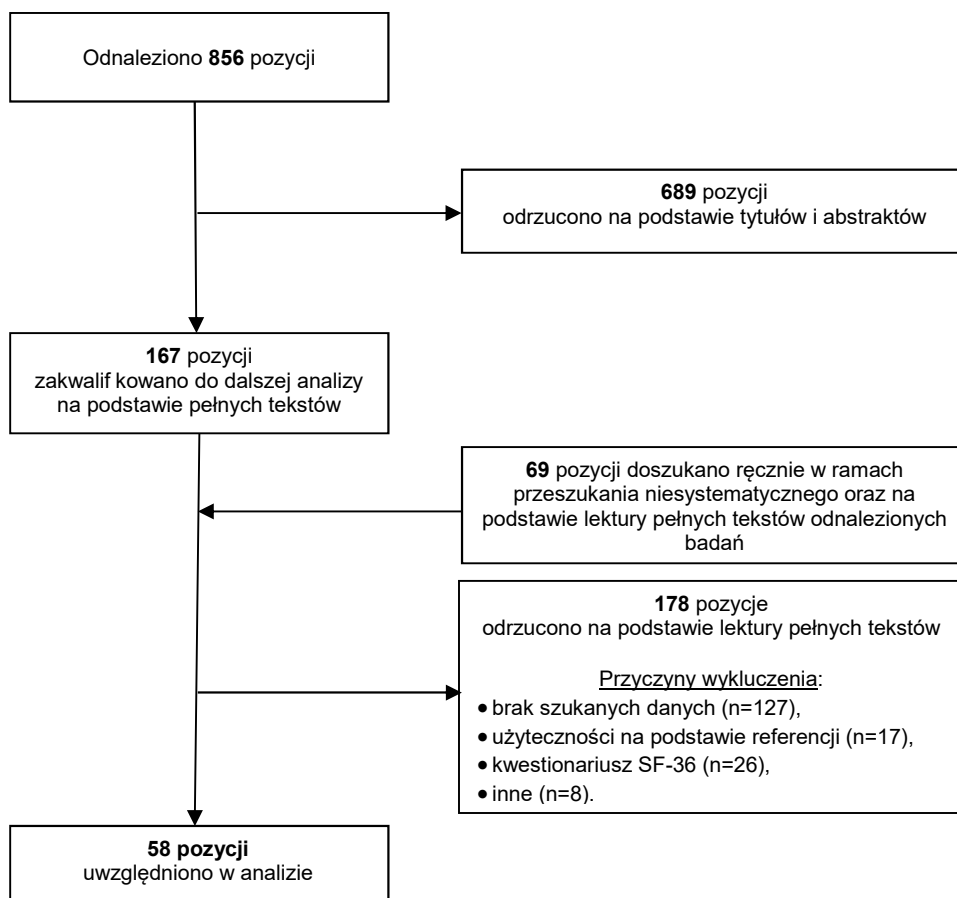 Odnaleziono 856 pozycji
689 pozycji
odrzucono na podstawie tytułów i abstraktów
167 pozycji
zakwalif kowano do dalszej analizy
na podstawie pełnych tekstów
69 pozycji doszukano ręcznie w ramach
przeszukania niesystematycznego oraz na
podstawie lektury pełnych tekstów odnalezionych
badań
178 pozycje
odrzucono na podstawie lektury pełnych tekstów
Przyczyny wykluczenia:
• brak szukanych danych (n=127),
• użyteczności na podstawie referencji (n=17),
• kwestionariusz SF-36 (n=26),
• inne (n=8).
58 pozycji
uwzględniono w analizie